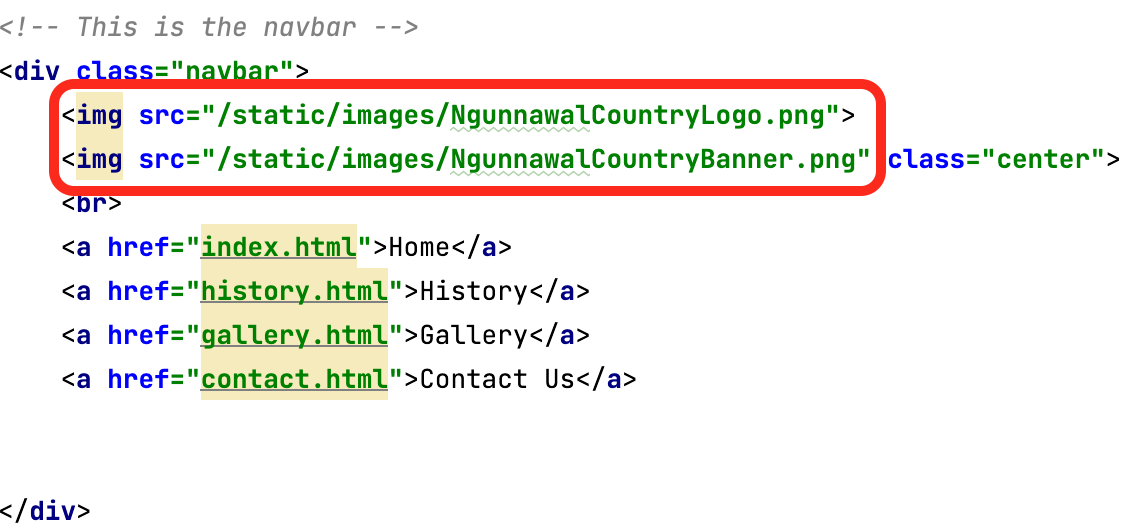 <!-- This is the navbar -->
<div class="navbar">
<img src="/static/images/NgunnawalCountryLogo.png">
<img src="/static/images/NgunnawalCountryBanner.png" class="center">
<br>
<a href="index.html">Home</a>
<a href="history.html">History</a>
<a href="gallery.html">Gallery</a>
<a href="contact.html">Contact Us</a>
</div>